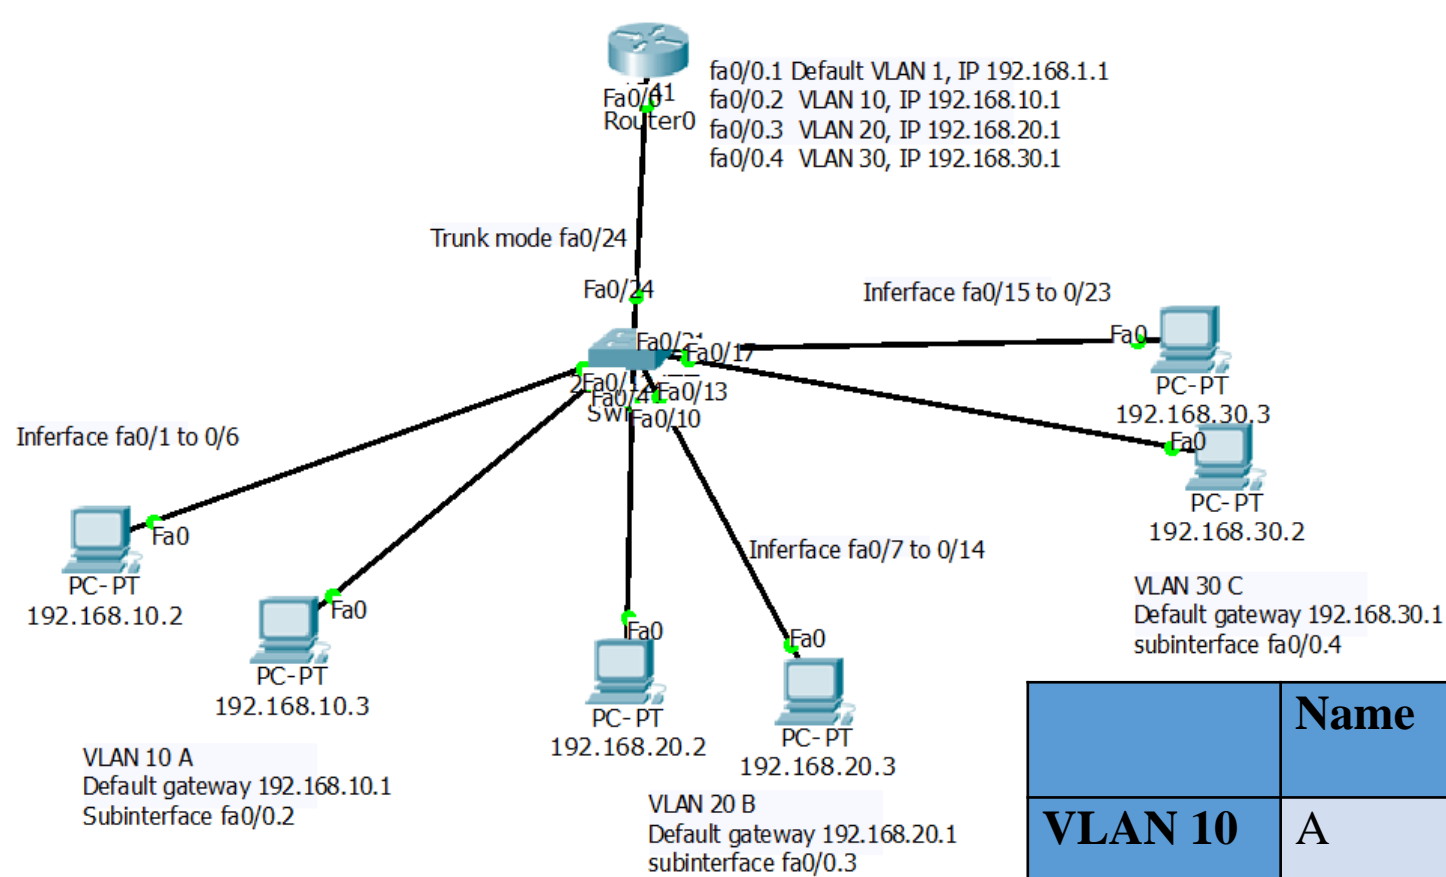 fa0/0.1 Default VLAN 1, IP 192.168.1.1
fa0/0.2 VLAN 10, IP 192.168.10.1
fa0/0.3 VLAN 20, IP 192.168.20.1
fa0/0.4 VLAN 30, IP 192.168.30.1
Fa0/0
Router0
Trunk mode fa0/24
Fa0/24
Inferface fa0/15 to 0/23
Fa0
PC-PT
192.168.30.3
Fa0/17
Fa0/13
Fa0/4
Fa0/10
Fa0
PC-PT
192.168.30.2
Inferface fa0/1 to 0/6
Fa0
PC-PT
192.168.10.2
Fa0
PC-PT
192.168.10.3
Inferface fa0/7 to 0/14
Fa0
PC-PT
192.168.20.2
Fa0
PC-PT
192.168.20.3
VLAN 30 C
Default gateway 192.168.30.1
subinterface fa0/0.4
VLAN 10 A
Default gateway 192.168.10.1
Subinterface fa0/0.2
VLAN 20 B
Default gateway 192.168.20.1
subinterface fa0/0.3
Name
VLAN 10 A